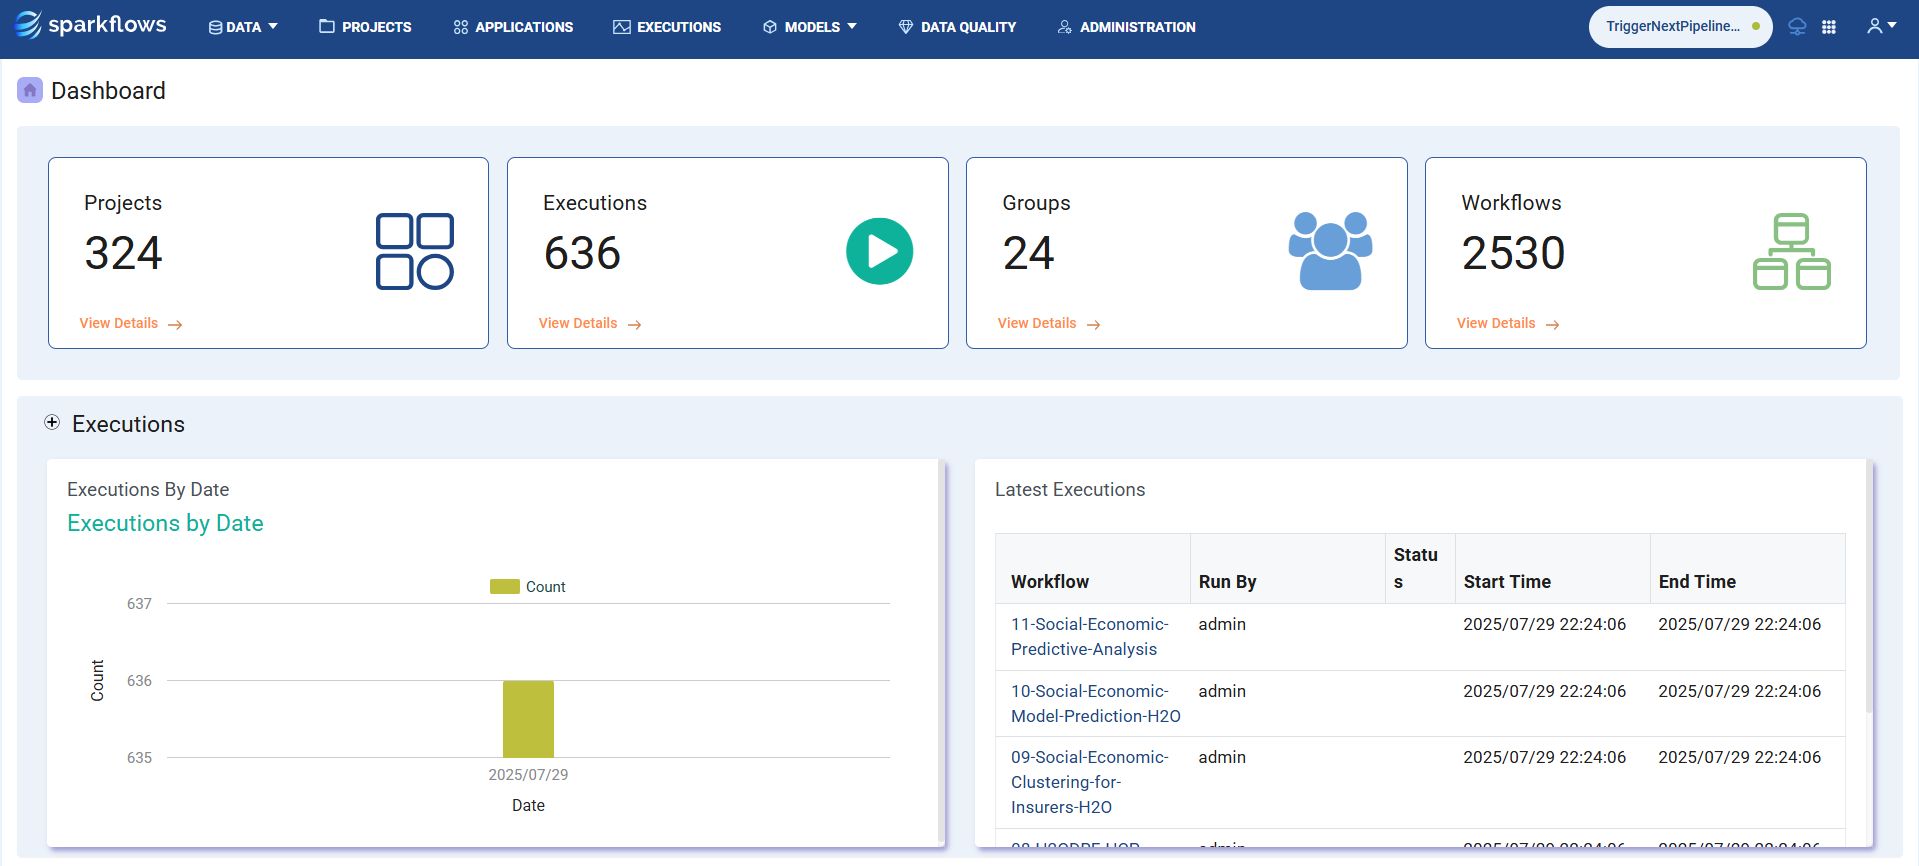 sparkflows DATA PROJECTS APPLICATIONS EXECUTIONS MODELS DATA QUALITY ADMINISTRATION TriggerNextPipeline...
Dashboard
Projects
324
View Details
Executions
636
View Details
Groups
24
View Details
Workflows
2530
View Details
Executions
Executions By Date
Executions by Date
Count
637
636
635
Count
2025/07/29
Date
Latest Executions
Workflow Run By Status Start Time End Time
11-Social-Economic- admin 2025/07/29 22:24:06 2025/07/29 22:24:06
Predictive-Analysis
10-Social-Economic- admin 2025/07/29 22:24:06 2025/07/29 22:24:06
Model-Prediction-H2O
09-Social-Economic- admin 2025/07/29 22:24:06 2025/07/29 22:24:06
Clustering-for-
Insurers-H2O